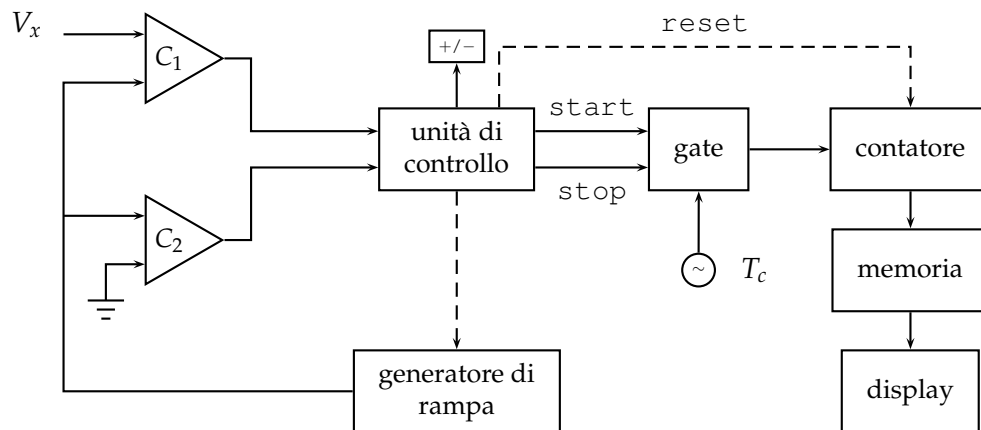 V_x
C_1
+/−
reset
unità di
controllo
start
stop
gate
contatore
C_2
~
T_c
memoria
generatore di
rampa
display